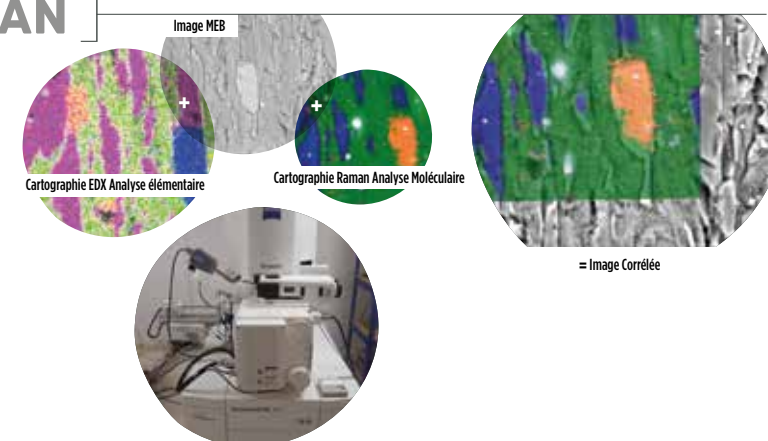 AN
Image MEB
+
+
Cartographie EDX Analyse élémentaire
Cartographie Raman Analyse Moléculaire
= Image Corrélée